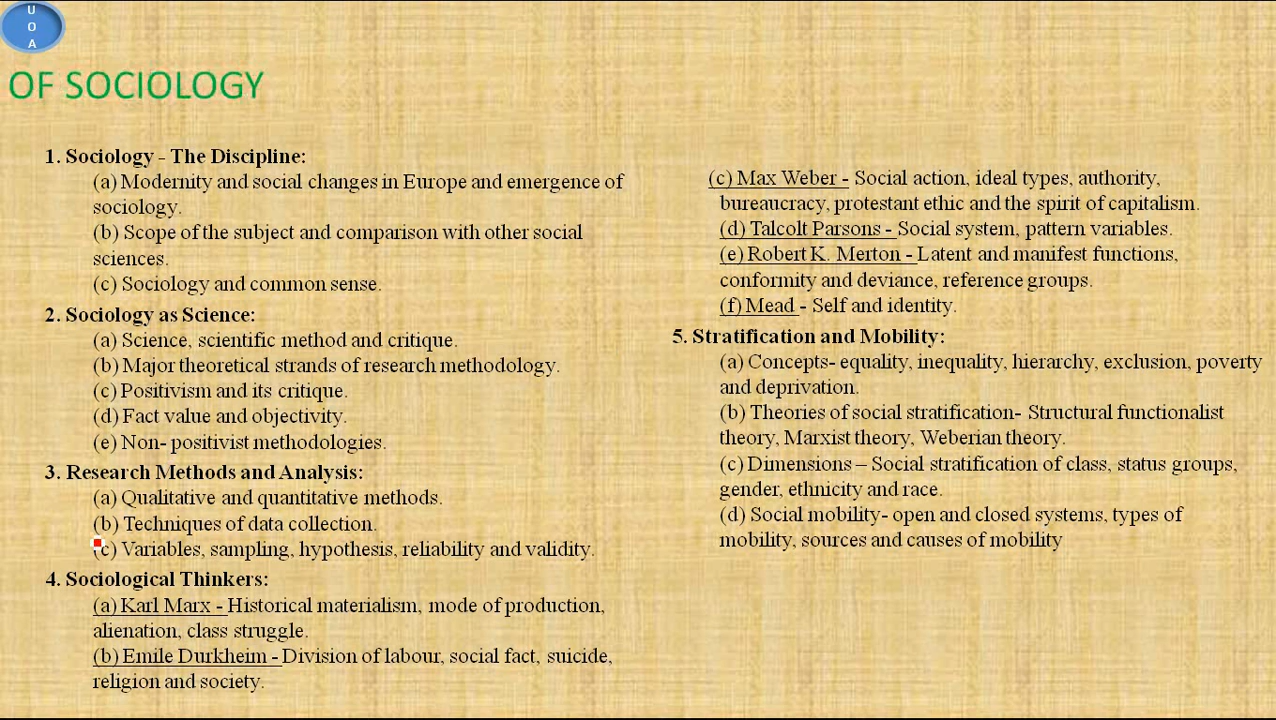 U
O
A
OF SOCIOLOGY
1. Sociology - The Discipline:
(a) Modernity and social changes in Europe and emergence of
sociology.
(b) Scope of the subject and comparison with other social
sciences.
(c) Sociology and common sense.
2. Sociology as Science:
(a) Science, scientific method and critique.
(b) Major theoretical strands of research methodology.
(c) Positivism and its critique.
(d) Fact value and objectivity.
(e) Non- positivist methodologies.
3. Research Methods and Analysis:
(a) Qualitative and quantitative methods.
(b) Techniques of data collection.
(c) Variables, sampling, hypothesis, reliability and validity.
4. Sociological Thinkers:
(a) Karl Marx - Historical materialism, mode of production,
alienation, class struggle.
(b) Emile Durkheim - Division of labour, social fact, suicide,
religion and society.
(c) Max Weber - Social action, ideal types, authority,
bureaucracy, protestant ethic and the spirit of capitalism.
(d) Talcolt Parsons - Social system, pattern variables.
(e) Robert K. Merton - Latent and manifest functions,
conformity and deviance, reference groups.
(f) Mead - Self and identity.
5. Stratification and Mobility:
(a) Concepts- equality, inequality, hierarchy, exclusion, poverty
and deprivation.
(b) Theories of social stratification- Structural functionalist
theory, Marxist theory, Weberian theory.
(c) Dimensions – Social stratification of class, status groups,
gender, ethnicity and race.
(d) Social mobility- open and closed systems, types of
mobility, sources and causes of mobility